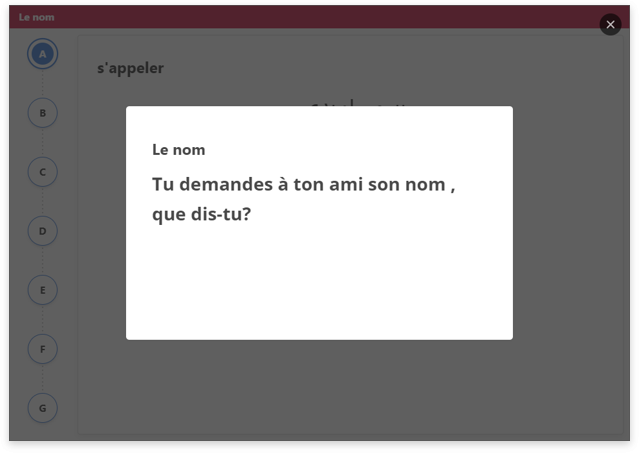 Le nom
A
s'appeler
B
Le nom
C
Tu demandes à ton ami son nom ,
que dis-tu?
D
E
F
G